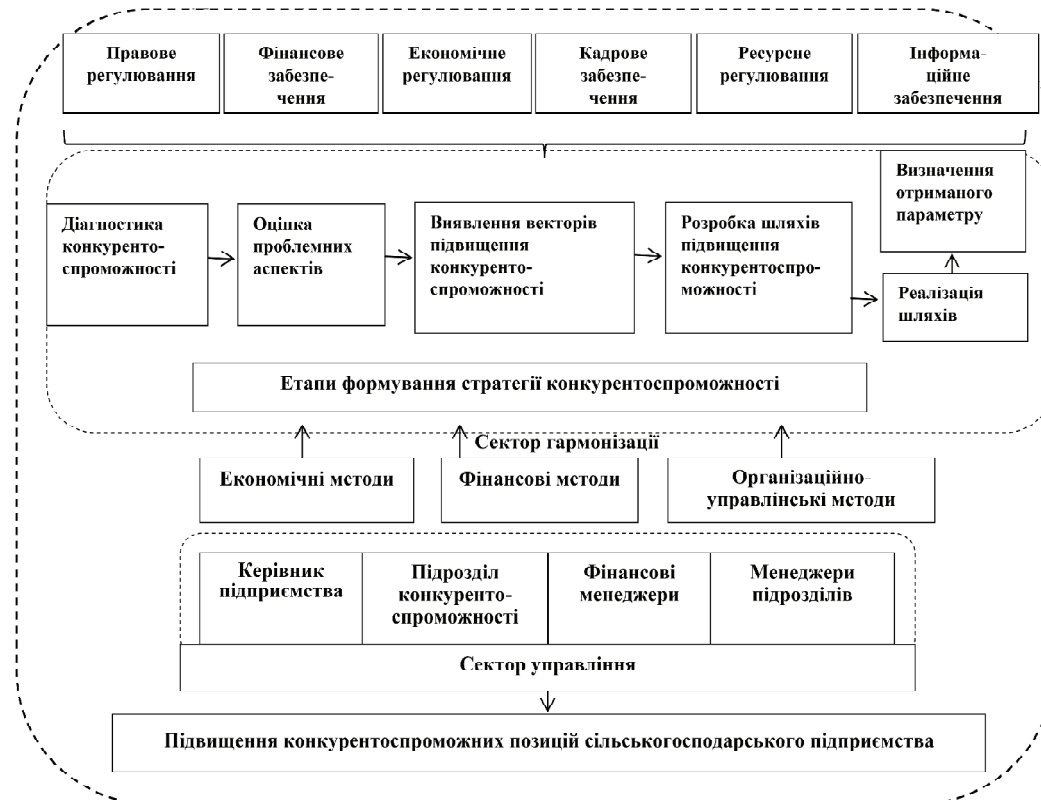 Правове
регулювання
Фінансове
забезпе-
чення
Економічне
регулювання
Кадрове
забезпе-
чення
Ресурсне
регулювання
Інформа-
ційне
забезпечення
Діагностика
конкуренто-
спроможності
Оцінка
проблемних
аспектів
Виявлення векторів
підвищення
конкуренто-
спроможності
Розробка шляхів
підвищення
конкурентоспро-
можності
Визначення
отриманого
параметру
Реалізація
шляхів
Етапи формування стратегії конкурентоспроможності
Сектор гармонізації
Економічні методи
Фінансові методи
Організаційно-
управлінські методи
Керівник
підприємства
Підрозділ
конкуренто-
спроможності
Фінансові
менеджери
Менеджери
підрозділів
Сектор управління
Підвищення конкурентоспроможних позицій сільськогосподарського підприємства